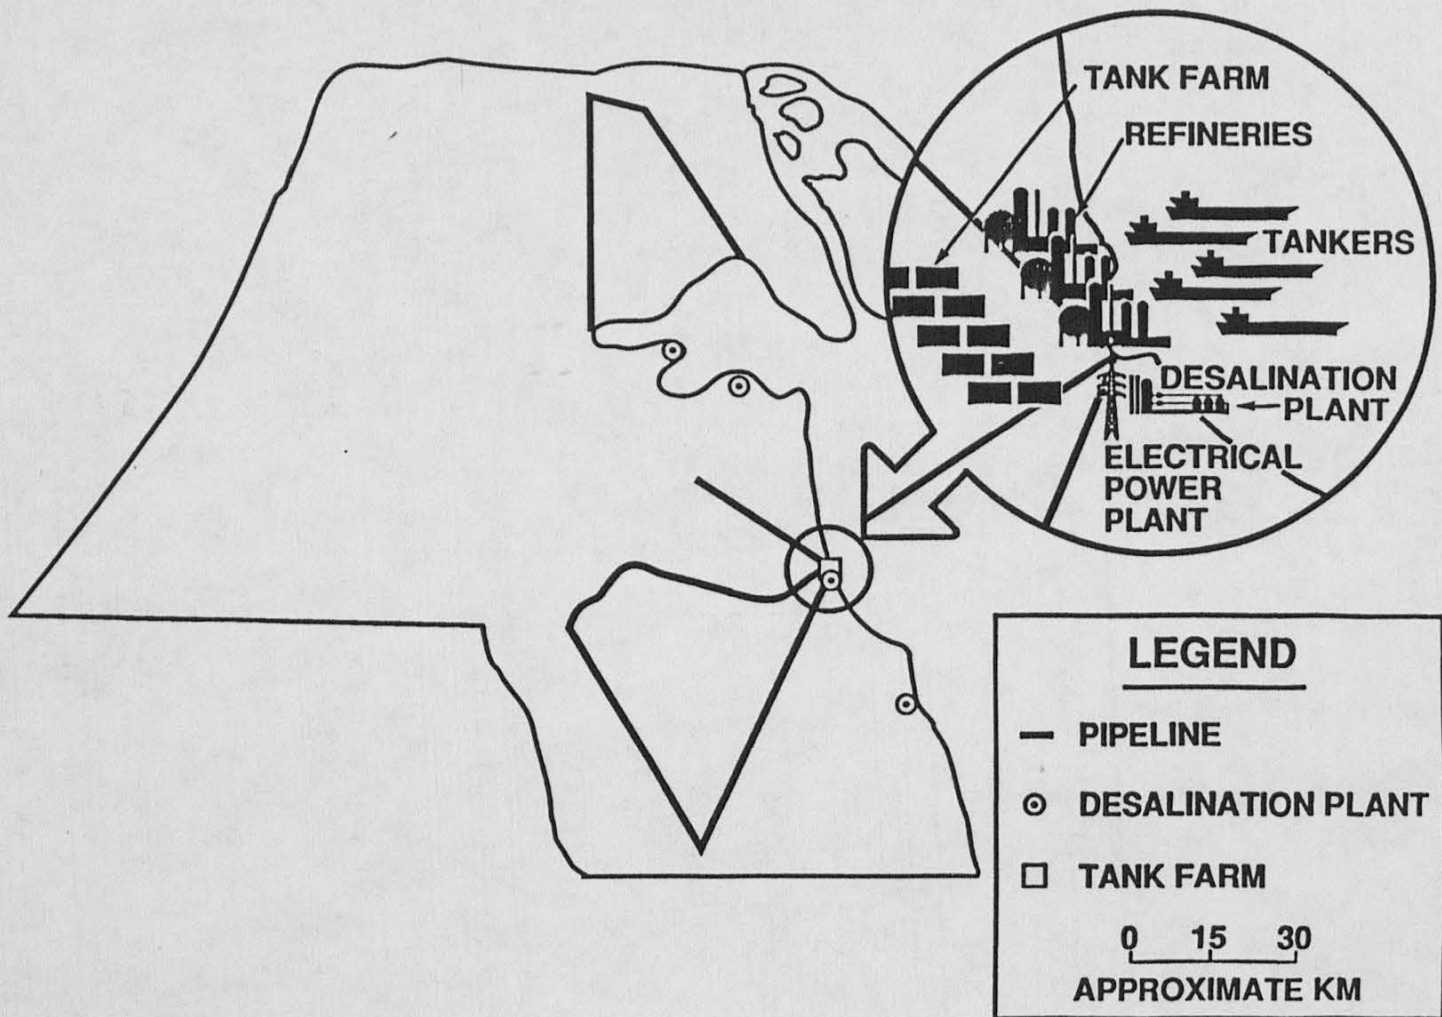 TANK FARM
REFINERIES
TANKERS
DESALINATION
PLANT
ELECTRICAL
POWER
PLANT
LEGEND
PIPELINE
DESALINATION PLANT
TANK FARM
0 15 30
APPROXIMATE KM